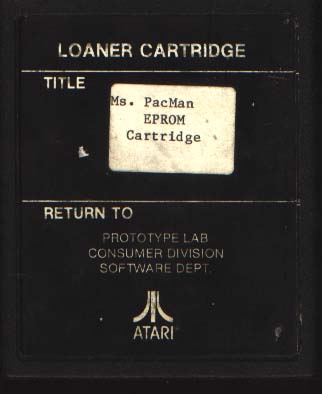 LOANER CARTRIDGE
TITLE
Ms. PacMan
EPROM
Cartridge
RETURN TO
PROTOTYPE LAB
CONSUMER DIVISION
SOFTWARE DEPT.
ATARI